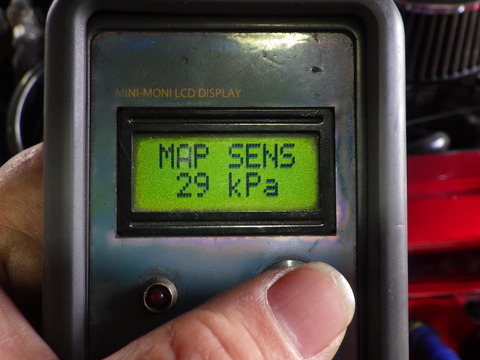 MINI-MONI LCD DISPLAY
MAP SENS
29 kPa